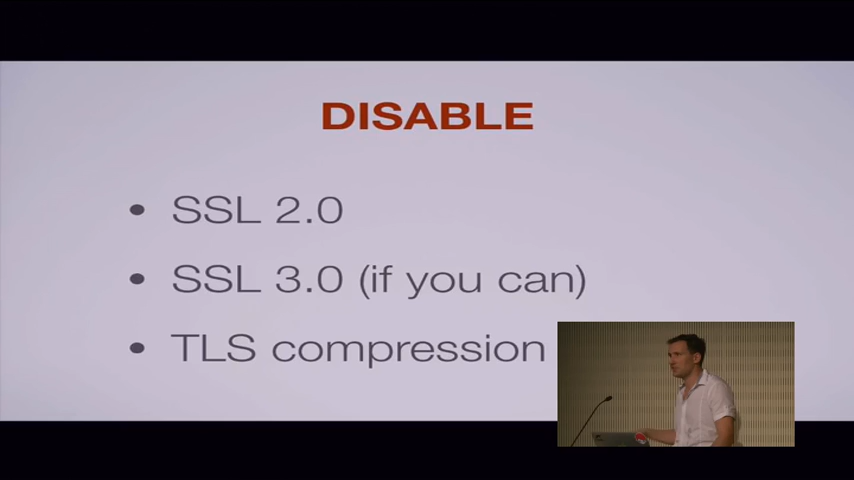 DISABLE
• SSL 2.0
• SSL 3.0 (if you can)
• TLS compression